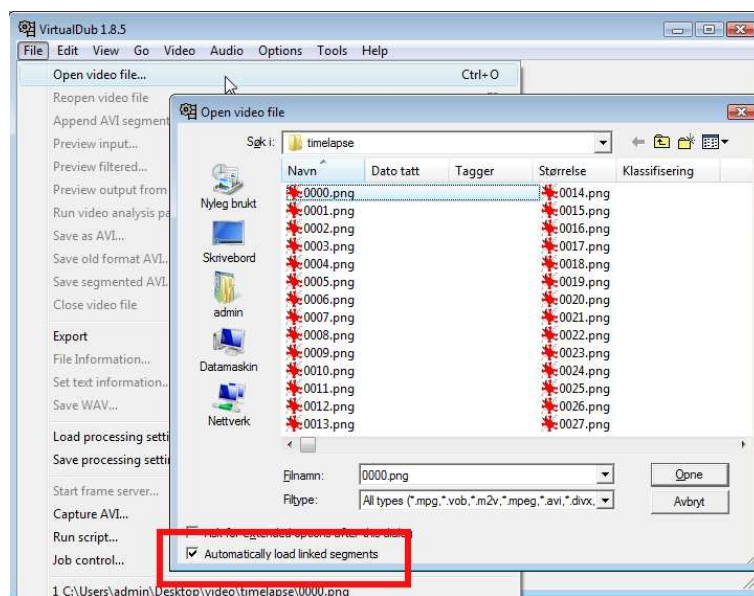 VirtualDub 1.8.5
File Edit View Go Video Audio Options Tools Help
Open video file... Ctrl+O
Reopen video file
Append AVI segment
Preview input...
Preview filtered...
Preview output from
Run video analysis pa
Save as AVI...
Save old format AVI..
Save segmented AVI.
Close video file
Export
File Information...
Set text information..
Save WAV...
Load processing setti
Save processing settin
Start frame server...
Capture AVI...
Run script...
Job control...
1 C:\Users\admin\Desktop\video\timelapse\0000.png
Open video file
Søk i: timelapse
Nyleg brukt
Skrivebord
admin
Datamaskin
Nettverk
Navn Dato tatt Tagger Størrelse Klassifisering
0000.png 0014.png
0001.png 0015.png
0002.png 0016.png
0003.png 0017.png
0004.png 0018.png
0005.png 0019.png
0006.png 0020.png
0007.png 0021.png
0008.png 0022.png
0009.png 0023.png
0010.png 0024.png
0011.png 0025.png
0012.png 0026.png
0013.png 0027.png
Filnamn: 0000.png Opne
Filtype: All types (*.mpg,*.vob,*.m2v,*.mpeg,*.avi,*.divx, Avbryt
Ask for extended options after this dialog
Automatically load linked segments